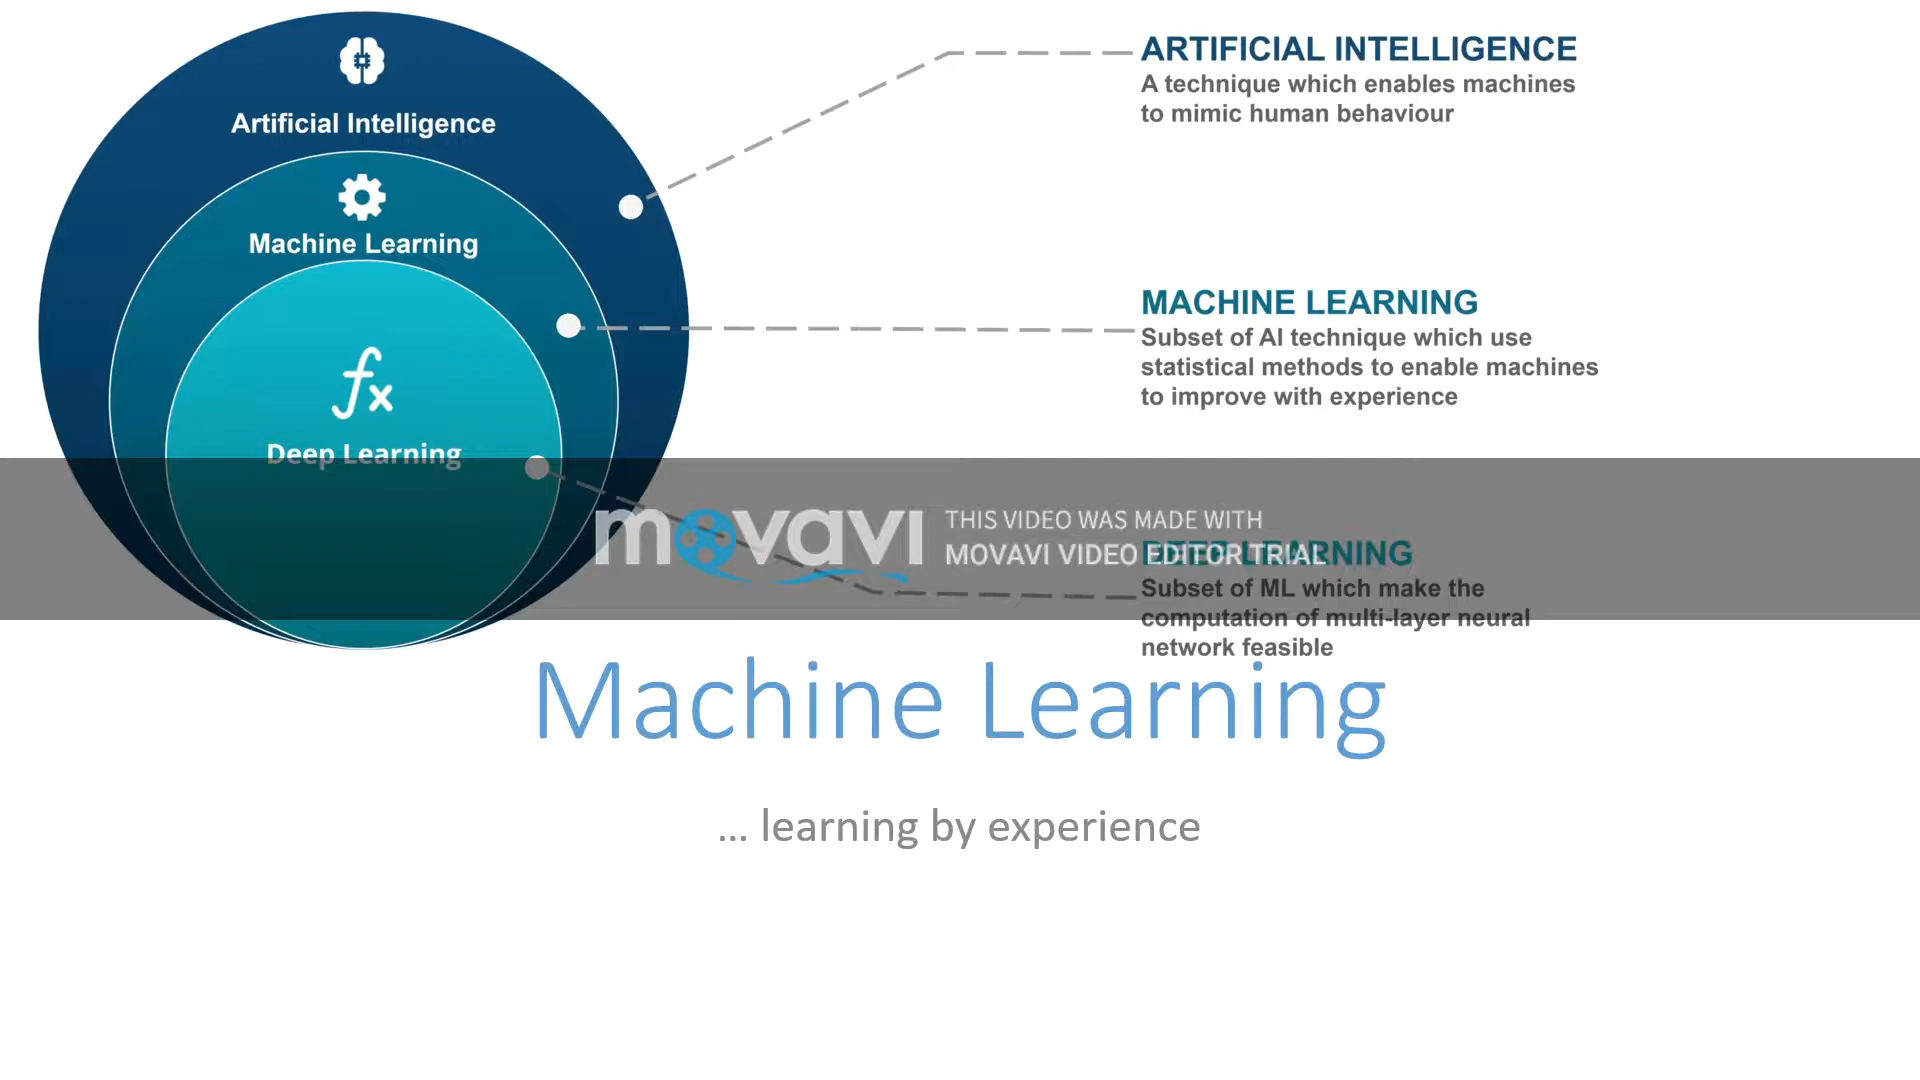 Artificial Intelligence
Machine Learning
fx
Deep Learning
ARTIFICIAL INTELLIGENCE
A technique which enables machines
to mimic human behaviour
MACHINE LEARNING
Subset of AI technique which use
statistical methods to enable machines
to improve with experience
DEEP LEARNING
Subset of ML which make the
computation of multi-layer neural
network feasible
movavi
THIS VIDEO WAS MADE WITH
MOVAVI VIDEO EDITOR TRIAL
Machine Learning
... learning by experience